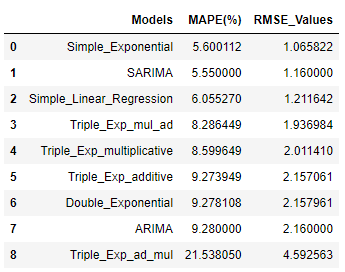 Models MAPE(%) RMSE_Values
0 Simple_Exponential 5.600112 1.065822
1 SARIMA 5.550000 1.160000
2 Simple_Linear_Regression 6.055270 1.211642
3 Triple_Exp_mul_ad 8.286449 1.936984
4 Triple_Exp_multiplicative 8.599649 2.011410
5 Triple_Exp_additive 9.273949 2.157061
6 Double_Exponential 9.278108 2.157961
7 ARIMA 9.280000 2.160000
8 Triple_Exp_ad_mul 21.538050 4.592563